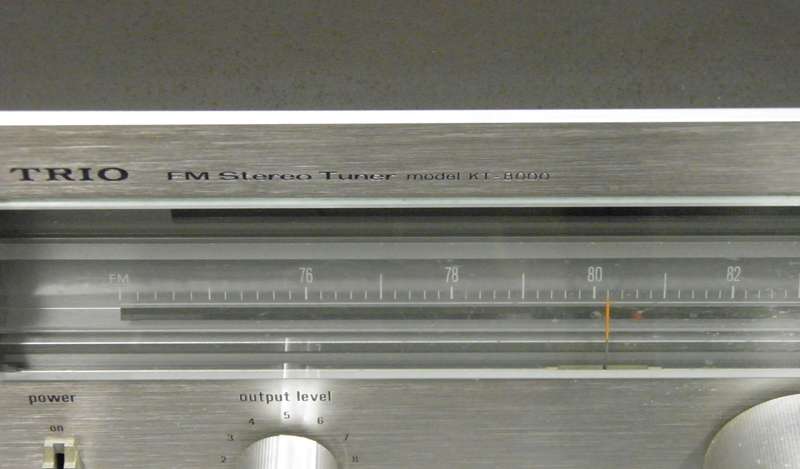 TRIO FM Stereo Tuner model KT-8000
FM 76 78 80 82
power output level
on 2 3 4 5 6 7 8